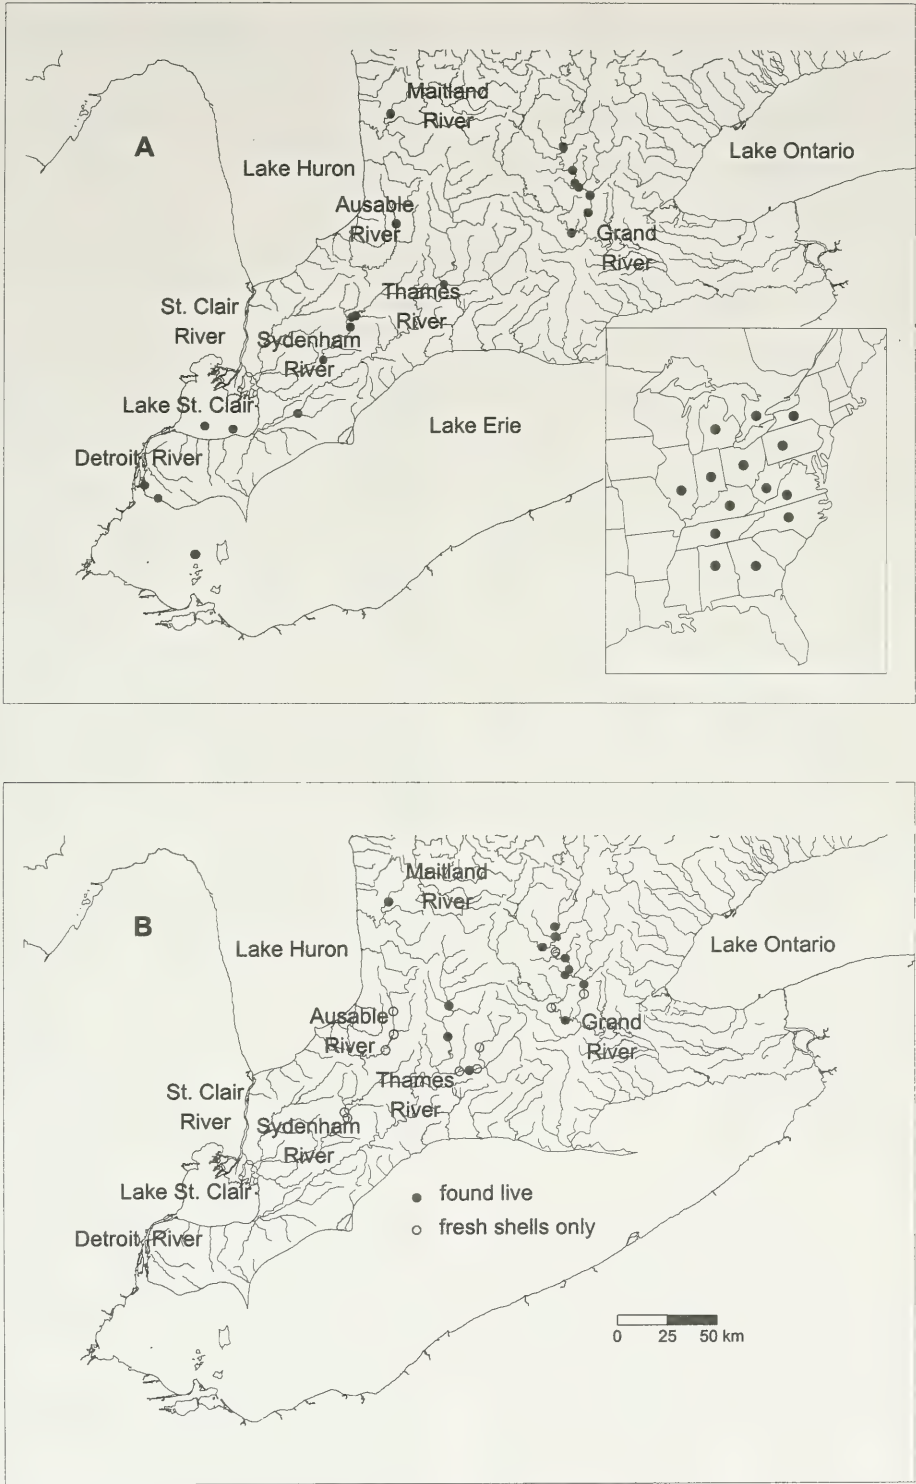 A
Maitland
River
Lake Huron
Lake Ontario
Ausable
River
Grand
River
St. Clair
River
Thames
River
Sydenham
River
Lake St. Clair
Lake Erie
Detroit River
B
Maitland
River
Lake Huron
Lake Ontario
Ausable
River
Grand
River
St. Clair
River
Thames
River
Sydenham
River
Lake St. Clair
found live
fresh shells only
Detroit River
0 25 50 km